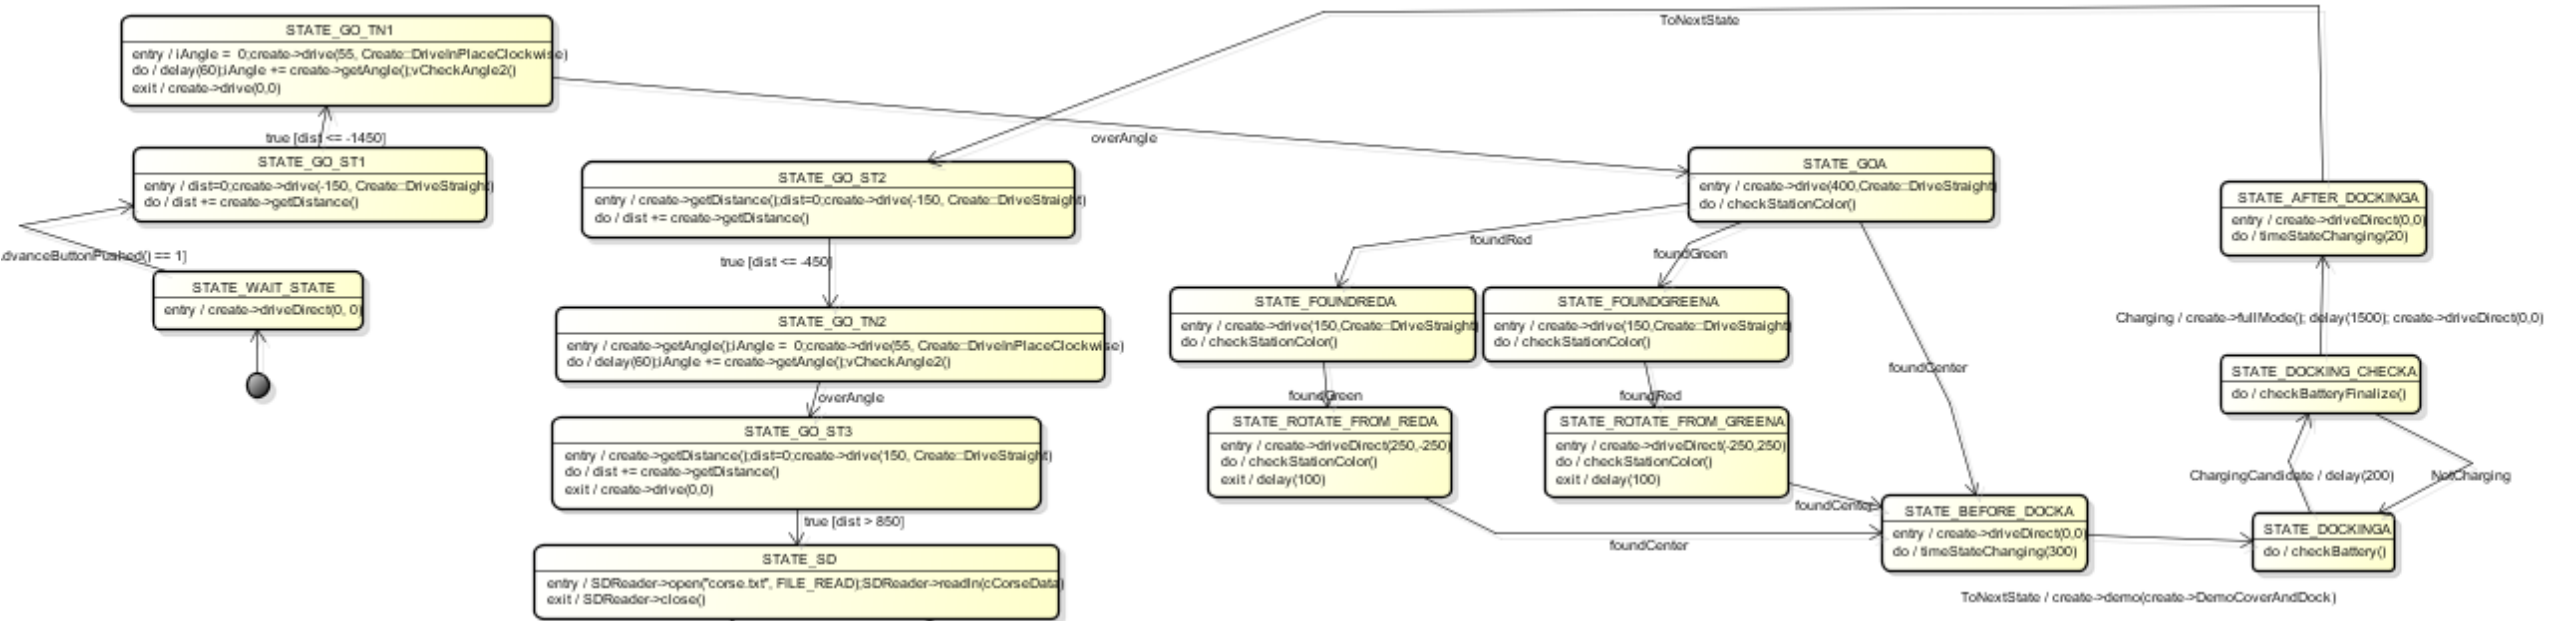 STATE_GO_TN1
entry / iAngle = 0;create->drive(55, Create::DriveInPlaceClockwise)
do / delay(60);iAngle += create->getAngle();vCheckAngle2()
exit / create->drive(0,0)
true [dist <= -1450]
STATE_GO_ST1
entry / dist=0;create->drive(-150, Create::DriveStraight)
do / dist += create->getDistance()
dvanceButtonPushed() == 1]
STATE_WAIT_STATE
entry / create->driveDirect(0, 0)
ToNextState
overAngle
STATE_GO_ST2
entry / create->getDistance();dist=0;create->drive(-150, Create::DriveStraight)
do / dist += create->getDistance()
true [dist <= -450]
STATE_GO_TN2
entry / create->getAngle();iAngle = 0;create->drive(55, Create::DriveInPlaceClockwise)
do / delay(60);iAngle += create->getAngle();vCheckAngle2()
overAngle
STATE_GO_ST3
entry / create->getDistance();dist=0;create->drive(150, Create::DriveStraight)
do / dist += create->getDistance()
exit / create->drive(0,0)
true [dist > 850]
STATE_SD
entry / SDReader->open("corse.txt", FILE_READ);SDReader->readln(cCorseData)
exit / SDReader->close()
STATE_GOA
entry / create->drive(400,Create::DriveStraight)
do / checkStationColor()
foundRed
foundGreen
foundCenter
STATE_FOUNDREDA
entry / create->drive(150,Create::DriveStraight)
do / checkStationColor()
STATE_FOUNDGREENA
entry / create->drive(150,Create::DriveStraight)
do / checkStationColor()
foundGreen
foundRed
STATE_ROTATE_FROM_REDA
entry / create->driveDirect(250,-250)
do / checkStationColor()
exit / delay(100)
STATE_ROTATE_FROM_GREENA
entry / create->driveDirect(-250,250)
do / checkStationColor()
exit / delay(100)
foundCenter
foundCenter
STATE_BEFORE_DOCKA
entry / create->driveDirect(0,0)
do / timeStateChanging(300)
ToNextState / create->demo(create->DemoCoverAndDock)
STATE_AFTER_DOCKINGA
entry / create->driveDirect(0,0)
do / timeStateChanging(20)
Charging / create->fullMode(); delay(1500); create->driveDirect(0,0)
STATE_DOCKING_CHECKA
do / checkBatteryFinalize()
ChargingCandidate / delay(200)
NotCharging
STATE_DOCKINGA
do / checkBattery()